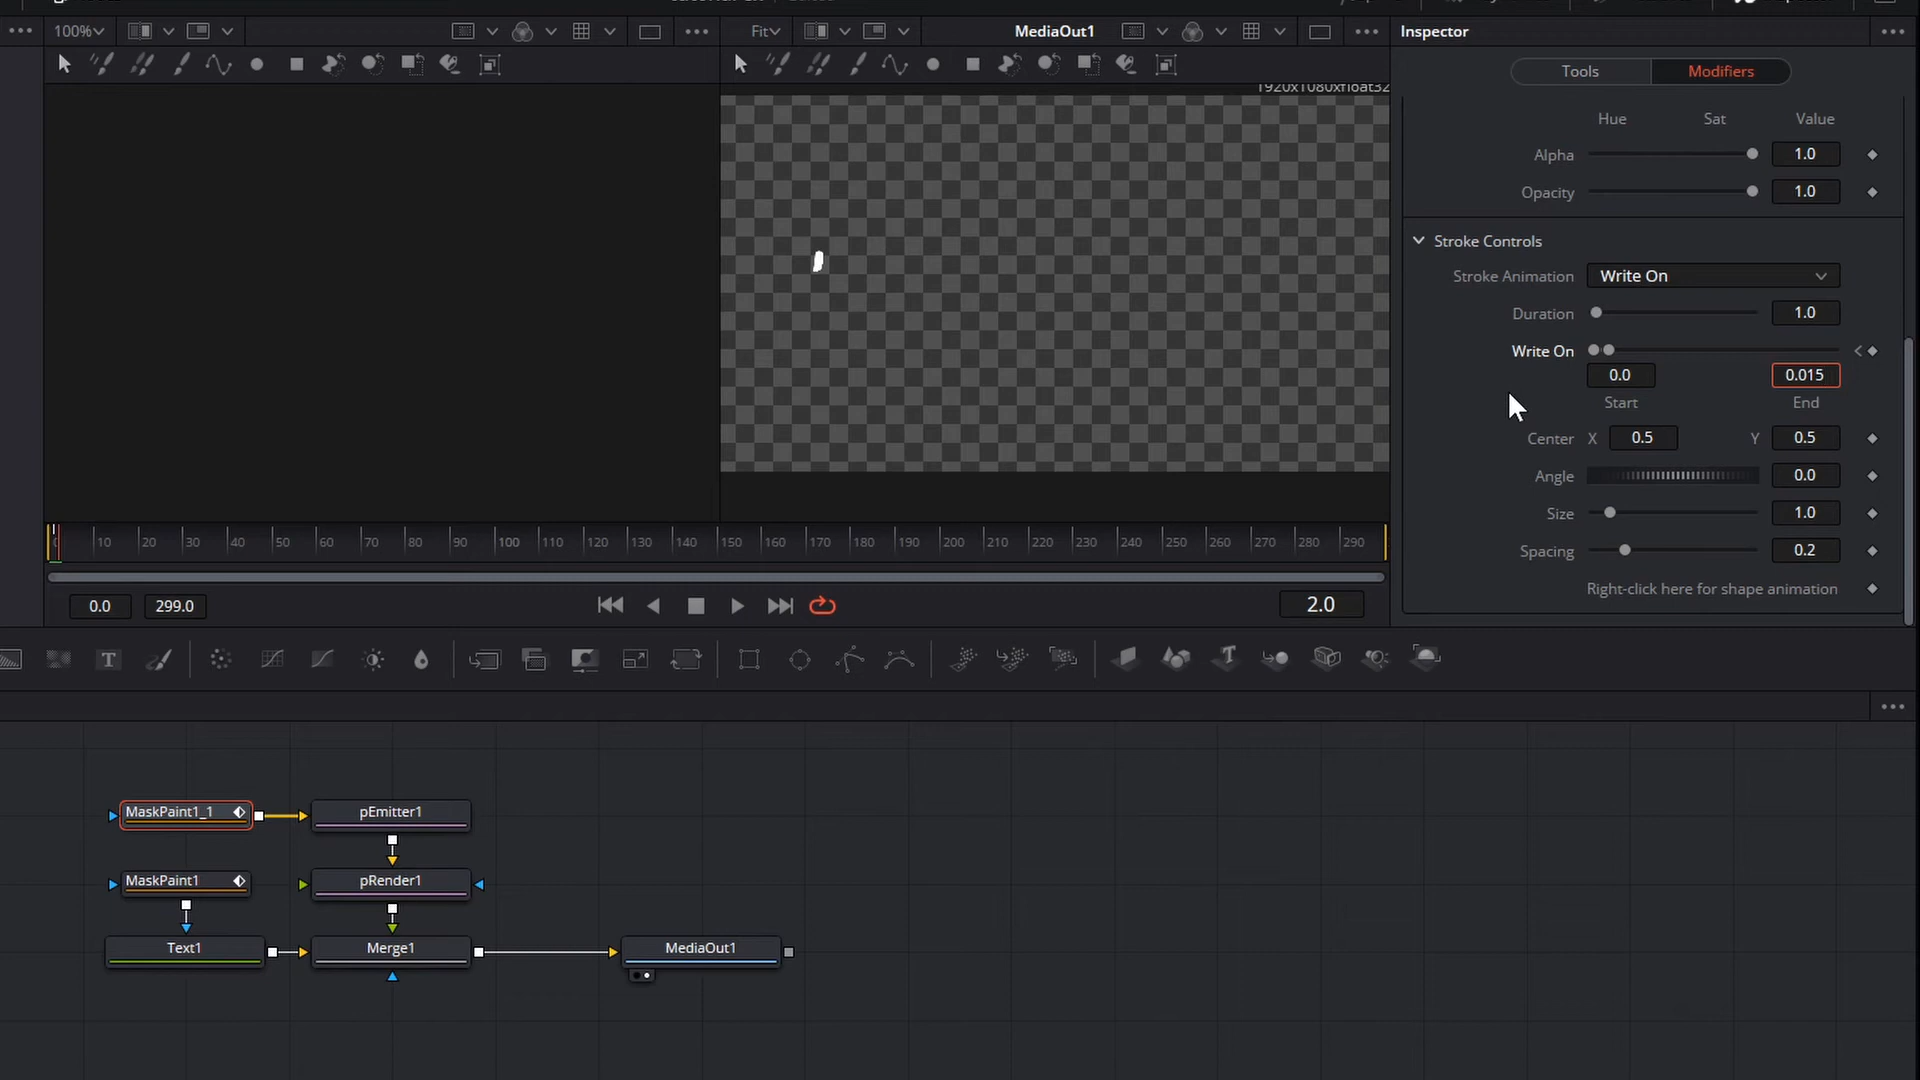 100%
Fit
MediaOut1
Inspector
Tools
Modifiers
1920x1080xfloat32
Hue Sat Value
Alpha 1.0
Opacity 1.0
Stroke Controls
Stroke Animation Write On
Duration 1.0
Write On
0.0 0.015
Start End
Center X 0.5 Y 0.5
Angle 0.0
Size 1.0
Spacing 0.2
Right-click here for shape animation
10 20 30 40 50 60 70 80 90 100 110 120 130 140 150 160 170 180 190 200 210 220 230 240 250 260 270 280 290
0.0 299.0 2.0
T
T
MaskPaint1_1
pEmitter1
MaskPaint1
pRender1
Text1
Merge1
MediaOut1